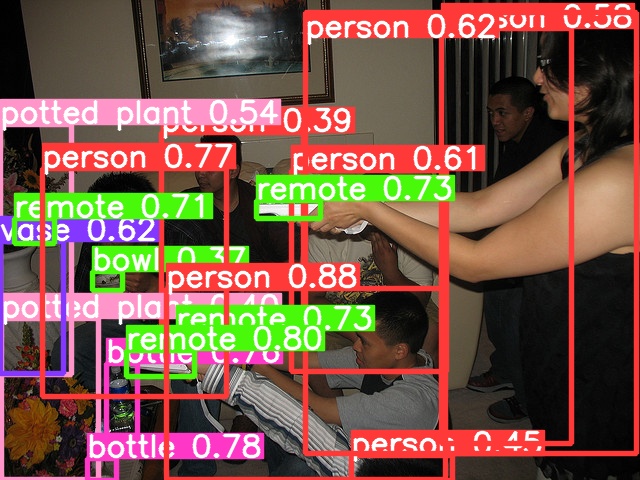 person 0.62
person 0.58
potted plant 0.54
person 0.39
person 0.77
person 0.61
remote 0.73
remote 0.71
vase 0.62
bowl 0.37
person 0.88
potted plant 0.40
remote 0.73
remote 0.80
bottle 0.76
bottle 0.78
person 0.45